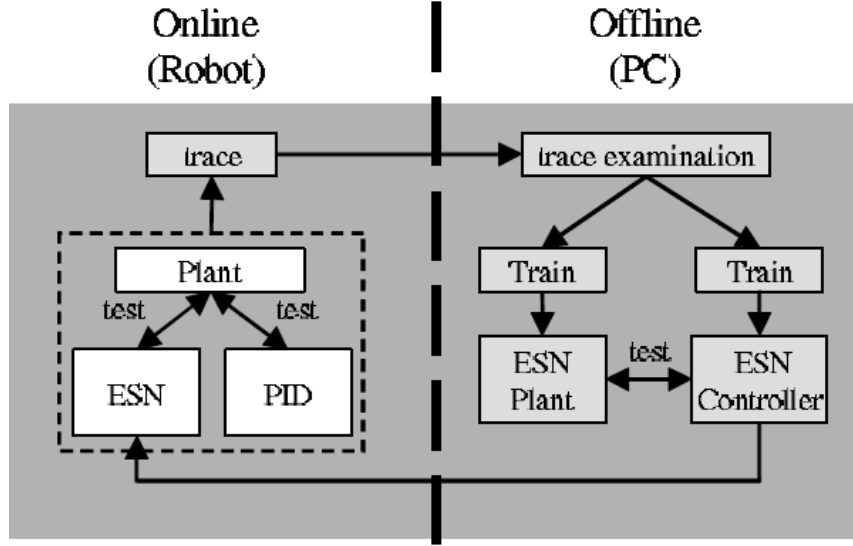 Online
(Robot)
Offline
(PC)
trace
trace examination
Plant
Train
Train
test
test
ESN
PID
ESN
Plant
test
ESN
Controller